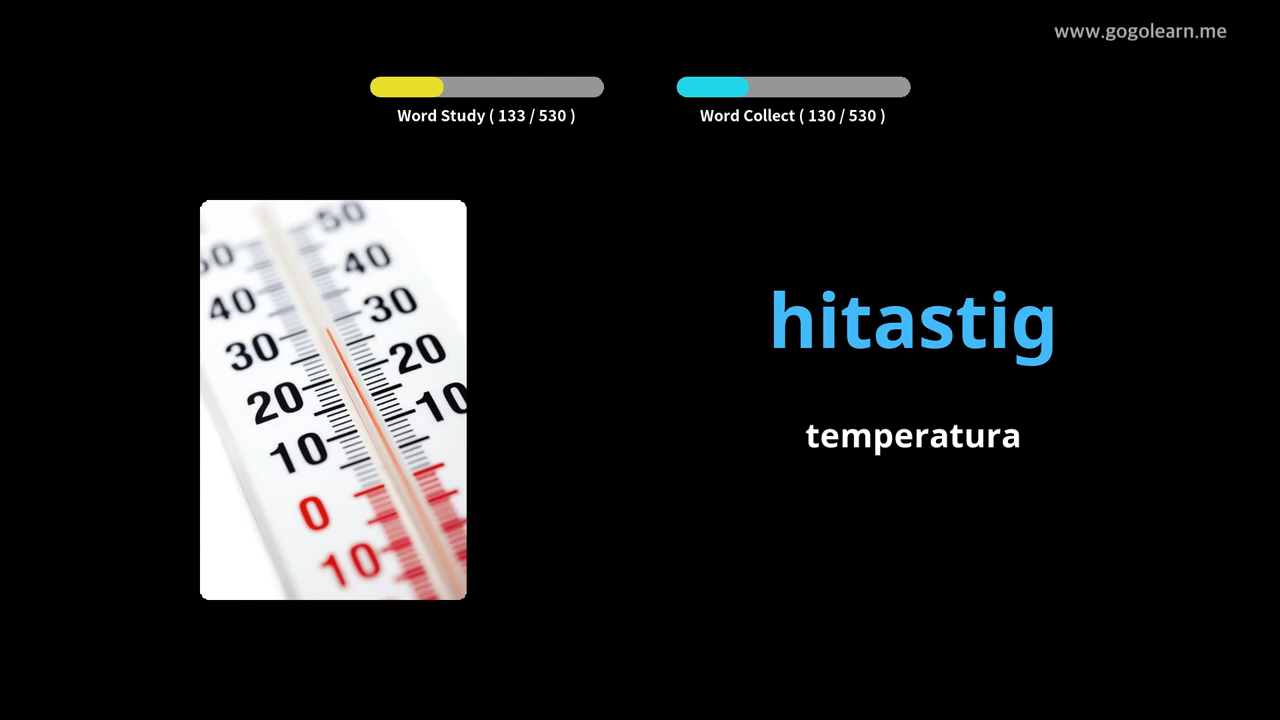 www.gogolearn.me
Word Study ( 133 / 530 )
Word Collect ( 130 / 530 )
50
50
40
40
30
30
20
20
10
10
0
10
hitastig
temperatura